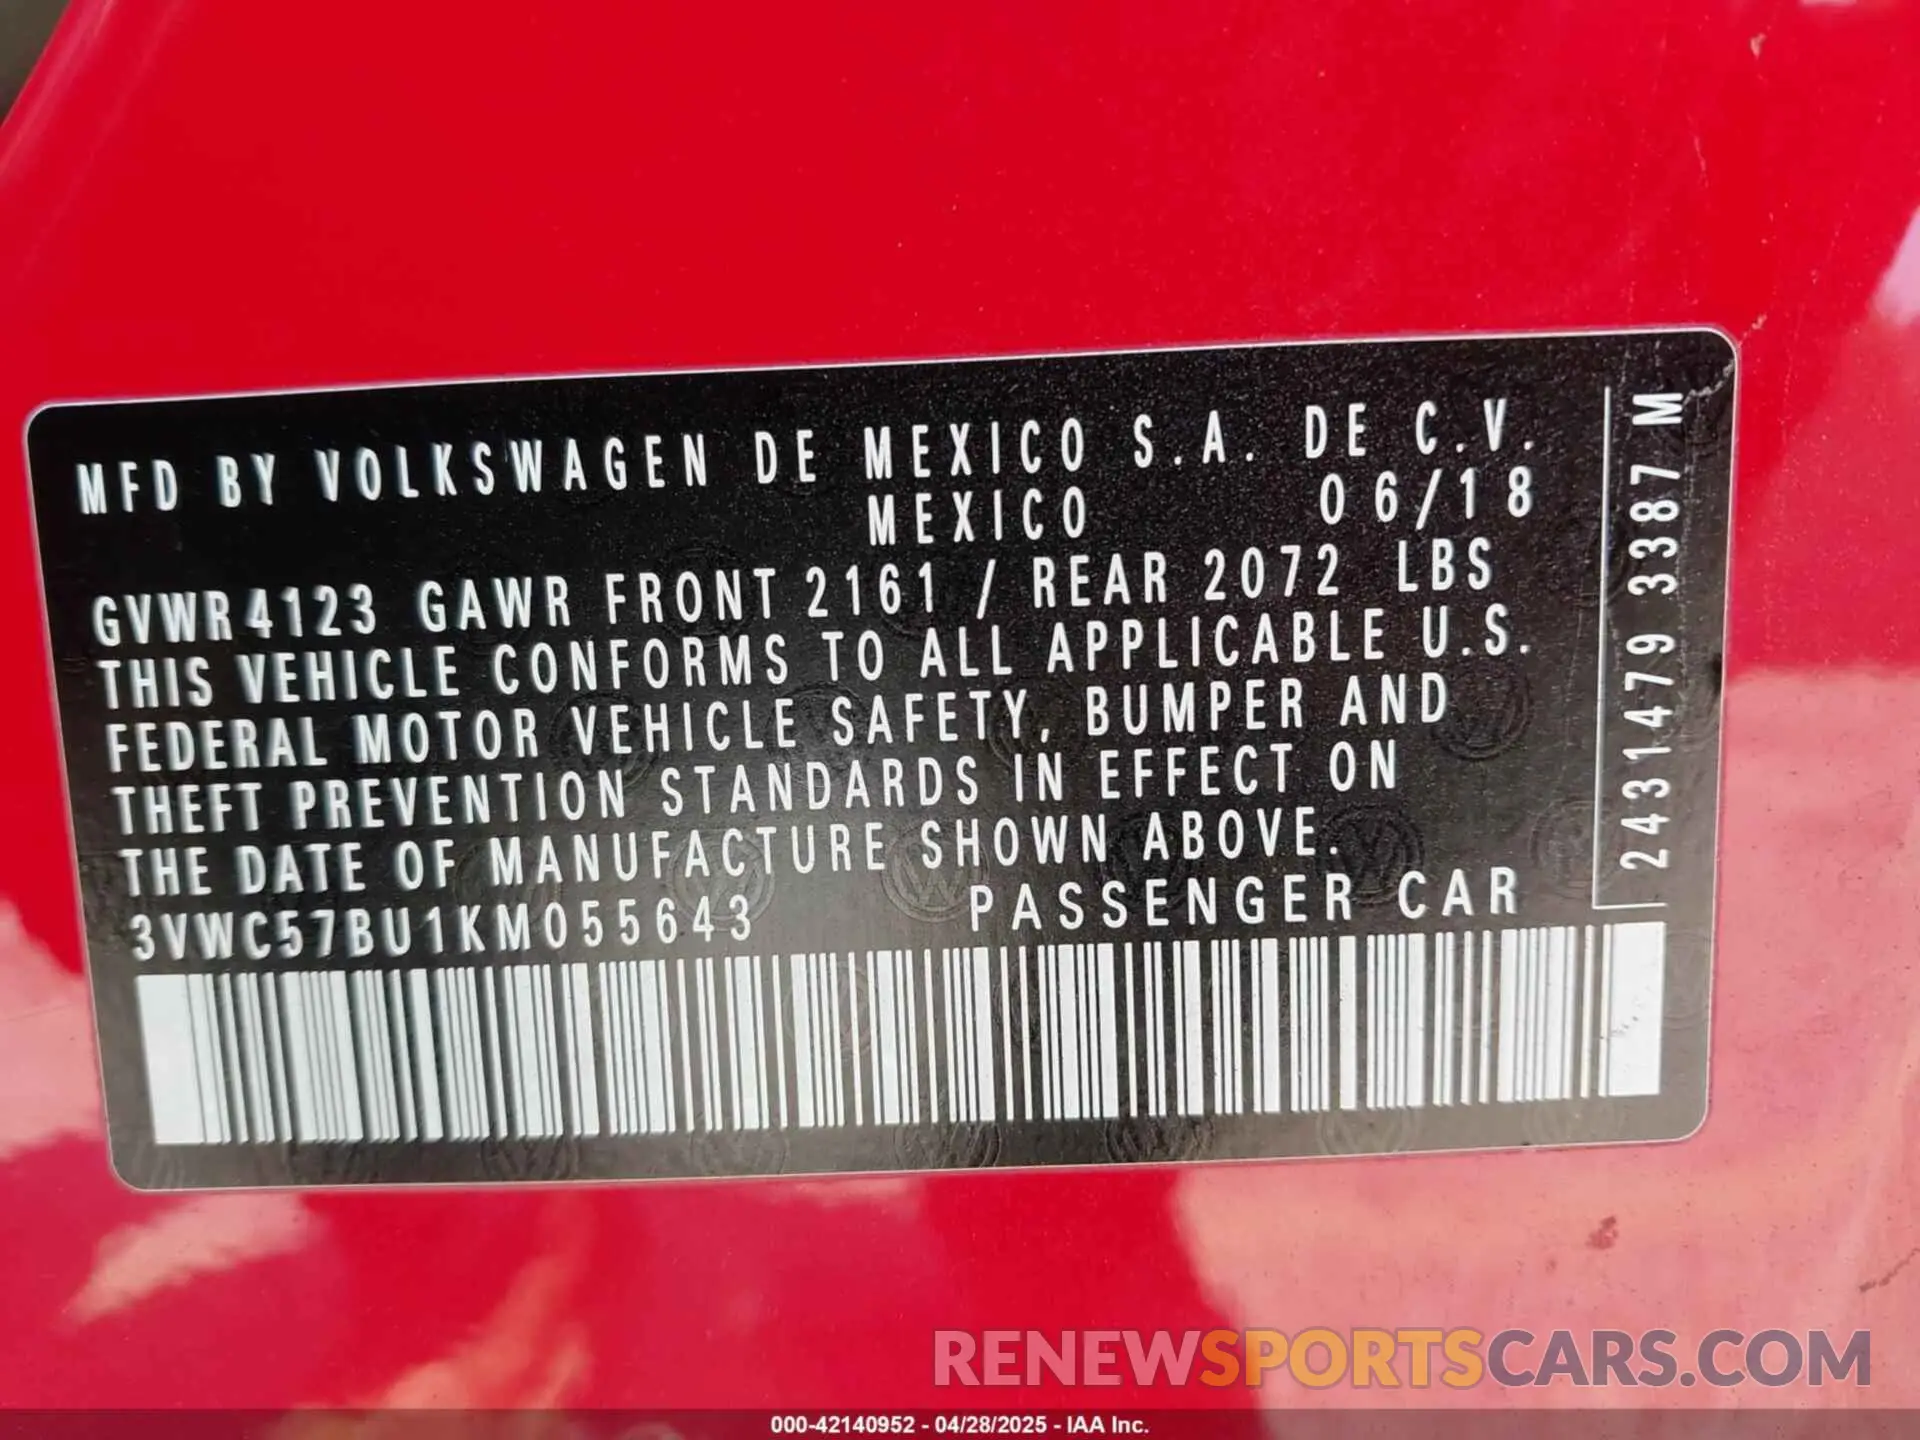 MFD BY VOLKSWAGEN DE MEXICO S.A. DE C.V.
MEXICO 06/18
GVWR 4123 GAWR FRONT 2161 / REAR 2072 LBS
THIS VEHICLE CONFORMS TO ALL APPLICABLE U.S.
FEDERAL MOTOR VEHICLE SAFETY, BUMPER AND
THEFT PREVENTION STANDARDS IN EFFECT ON
THE DATE OF MANUFACTURE SHOWN ABOVE.
3VWC57BU1KM055643 PASSENGER CAR
2431479 3387 M
RENEWSPORTSCARS.COM
000-42140952 - 04/28/2025 - IAA Inc.